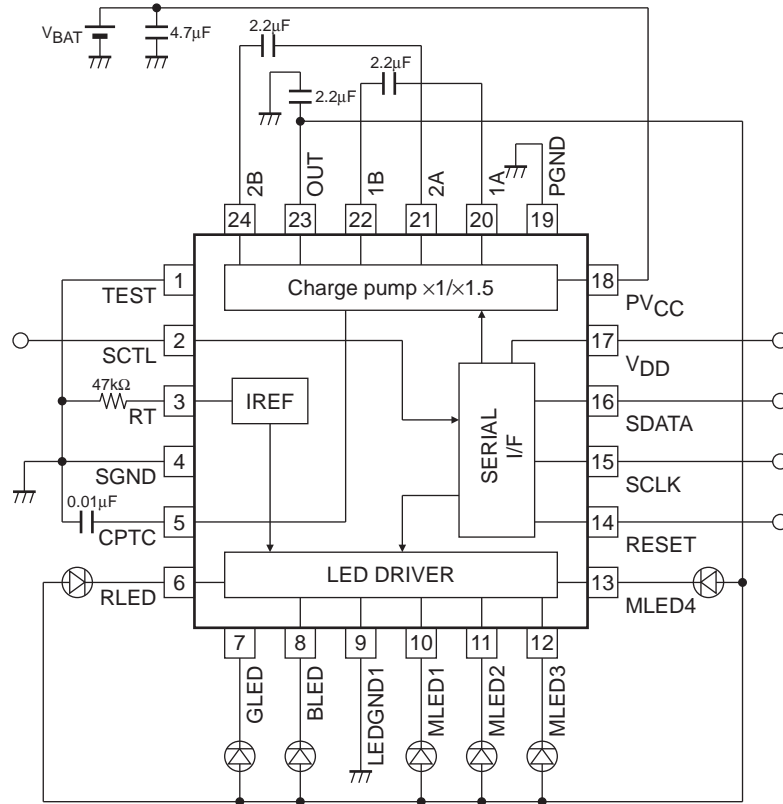 2.2µF
VBAT
4.7µF
2.2µF
2.2µF
2B
OUT
1B
2A
1A
PGND
24
23
22
21
20
19
1
TEST
Charge pump ×1/×1.5
18
PVCC
2
SCTL
17
VDD
47kΩ
3
RT
IREF
SERIAL
I/F
16
SDATA
4
SGND
15
SCLK
0.01µF
5
CPTC
14
RESET
6
RLED
LED DRIVER
13
MLED4
7
8
9
10
11
12
GLED
BLED
LEDGND1
MLED1
MLED2
MLED3